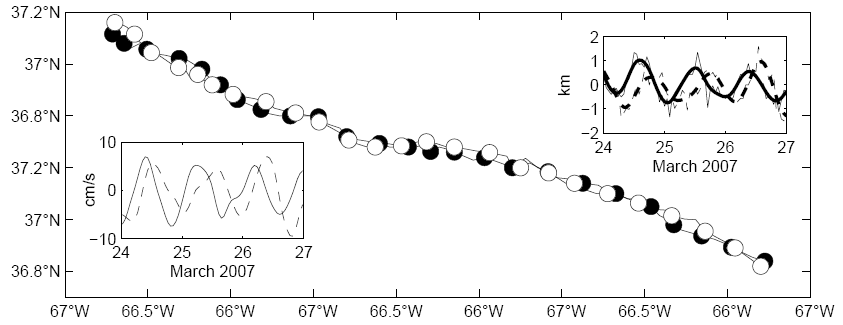 37.2°N
37°N
36.8°N
37.2°N
37°N
36.8°N
67°W 66.5°W 66°W 67°W 66.5°W 66°W 67°W 66.5°W 66°W 67°W
2
1
0
−1
−2
km
24 25 26 27
March 2007
10
0
−10
cm/s
24 25 26 27
March 2007